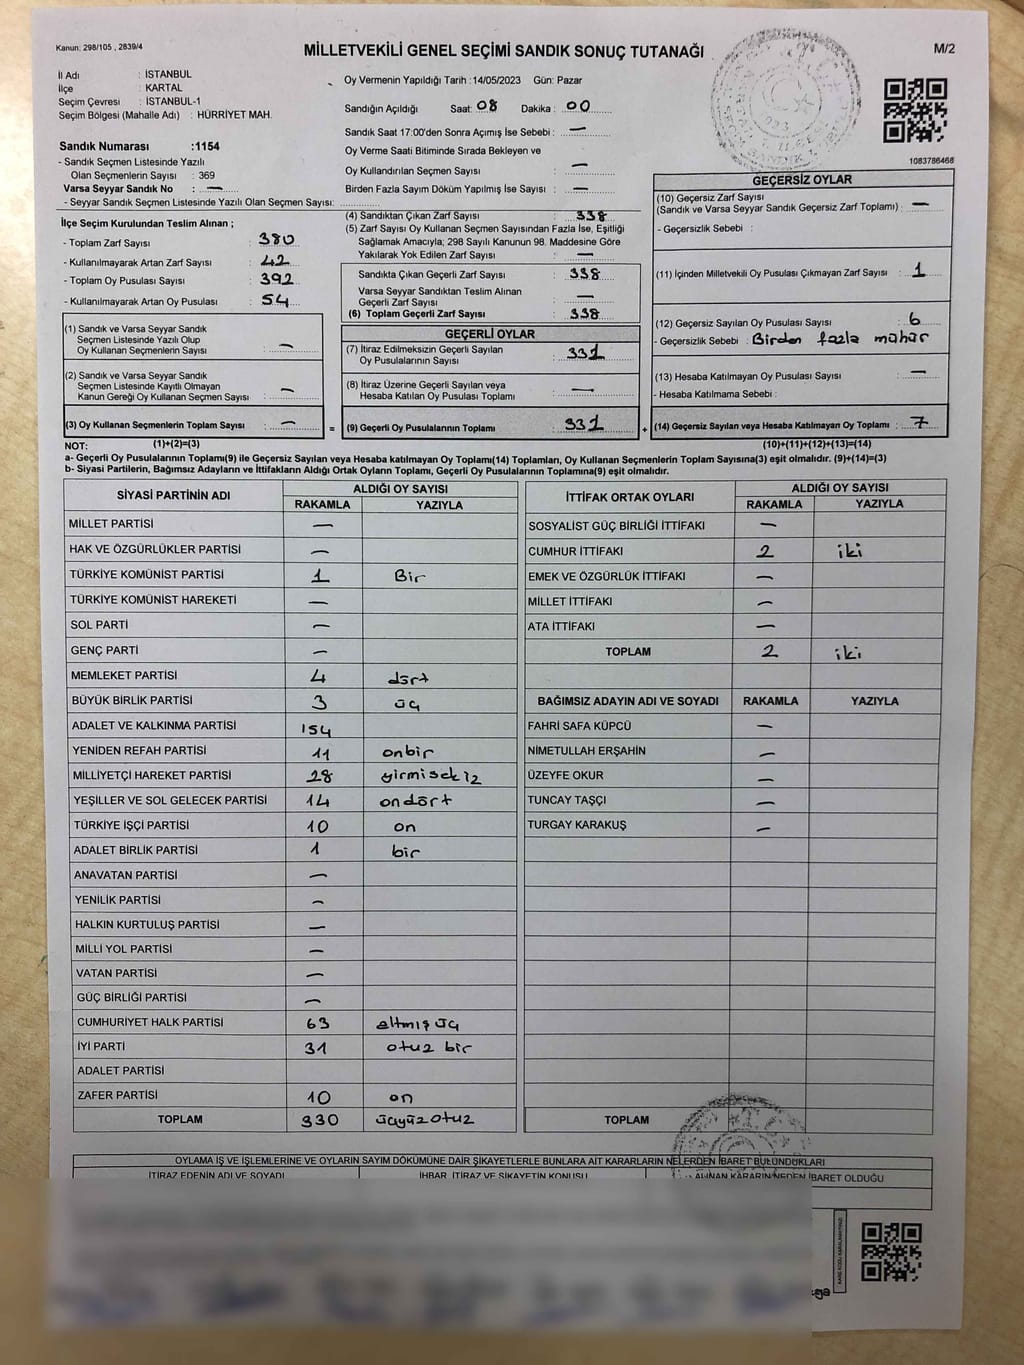 Kanun: 298/105 , 2839/4
MİLLETVEKİLİ GENEL SEÇİMİ SANDIK SONUÇ TUTANAĞI
M/2
İl Adı : İSTANBUL
İlçe : KARTAL
Seçim Çevresi : İSTANBUL-1
Seçim Bölgesi (Mahalle Adı) : HÜRRİYET MAH.
Sandık Numarası :1154
- Sandık Seçmen Listesinde Yazılı
Olan Seçmenlerin Sayısı : 369
Varsa Seyyar Sandık No : —
- Seyyar Sandık Seçmen Listesinde Yazılı Olan Seçmen Sayısı:
Oy Vermenin Yapıldığı Tarih :14/05/2023 Gün: Pazar
Sandığın Açıldığı Saat: 08 Dakika : 00
Sandık Saat 17:00'den Sonra Açımış İse Sebebi : —
Oy Verme Saati Bitiminde Sırada Bekleyen ve
Oy Kullandırılan Seçmen Sayısı : —
Birden Fazla Sayım Döküm Yapılmış İse Sayısı : —
1083786466
İlçe Seçim Kurulundan Teslim Alınan ;
- Toplam Zarf Sayısı : 380
- Kullanılmayarak Artan Zarf Sayısı : 42
- Toplam Oy Pusulası Sayısı : 392
- Kullanılmayarak Artan Oy Pusulası : 54
(1) Sandık ve Varsa Seyyar Sandık
Seçmen Listesinde Yazılı Olup
Oy Kullanan Seçmenlerin Sayısı : —
(2) Sandık ve Varsa Seyyar Sandık
Seçmen Listesinde Kayıtlı Olmayan
Kanun Gereği Oy Kullanan Seçmen Sayısı : —
(3) Oy Kullanan Seçmenlerin Toplam Sayısı : —
(4) Sandıktan Çıkan Zarf Sayısı : 338
(5) Zarf Sayısı Oy Kullanan Seçmen Sayısından Fazla İse, Eşitliği
Sağlamak Amacıyla; 298 Sayılı Kanunun 98. Maddesine Göre
Yakılarak Yok Edilen Zarf Sayısı : —
Sandıkta Çıkan Geçerli Zarf Sayısı : 338
Varsa Seyyar Sandıktan Teslim Alınan
Geçerli Zarf Sayısı : —
(6) Toplam Geçerli Zarf Sayısı : 338
GEÇERLİ OYLAR
(7) İtiraz Edilmeksizin Geçerli Sayılan
Oy Pusulalarının Sayısı : 331
(8) İtiraz Üzerine Geçerli Sayılan veya
Hesaba Katılan Oy Pusulası Toplamı : —
= (9) Geçerli Oy Pusulalarının Toplamı : 331
GEÇERSİZ OYLAR
(10) Geçersiz Zarf Sayısı
(Sandık ve Varsa Seyyar Sandık Geçersiz Zarf Toplamı) : —
- Geçersizlik Sebebi :
(11) İçinden Milletvekili Oy Pusulası Çıkmayan Zarf Sayısı : 1
(12) Geçersiz Sayılan Oy Pusulası Sayısı : 6
- Geçersizlik Sebebi : Birden fazla mühür
(13) Hesaba Katılmayan Oy Pusulası Sayısı : —
- Hesaba Katılmama Sebebi :
+ (14) Geçersiz Sayılan veya Hesaba Katılmayan Oy Toplamı : 7
NOT: (1)+(2)=(3) (10)+(11)+(12)+(13)=(14)
a- Geçerli Oy Pusulalarının Toplamı(9) ile Geçersiz Sayılan veya Hesaba katılmayan Oy Toplamı(14) Toplamları, Oy Kullanan Seçmenlerin Toplam Sayısına(3) eşit olmalıdır. (9)+(14)=(3)
b- Siyasi Partilerin, Bağımsız Adayların ve İttifakların Aldığı Ortak Oyların Toplamı, Geçerli Oy Pusulalarının Toplamına(9) eşit olmalıdır.
SİYASİ PARTİNİN ADI ALDIĞI OY SAYISI
RAKAMLA YAZIYLA
MİLLET PARTİSİ —
HAK VE ÖZGÜRLÜKLER PARTİSİ —
TÜRKİYE KOMÜNİST PARTİSİ 1 Bir
TÜRKİYE KOMÜNİST HAREKETİ —
SOL PARTİ —
GENÇ PARTİ —
MEMLEKET PARTİSİ 4 dört
BÜYÜK BİRLİK PARTİSİ 3 üç
ADALET VE KALKINMA PARTİSİ 154
YENİDEN REFAH PARTİSİ 11 onbir
MİLLİYETÇİ HAREKET PARTİSİ 28 yirmisekiz
YEŞİLLER VE SOL GELECEK PARTİSİ 14 ondört
TÜRKİYE İŞÇİ PARTİSİ 10 on
ADALET BİRLİK PARTİSİ 1 bir
ANAVATAN PARTİSİ —
YENİLİK PARTİSİ —
HALKIN KURTULUŞ PARTİSİ —
MİLLİ YOL PARTİSİ —
VATAN PARTİSİ —
GÜÇ BİRLİĞİ PARTİSİ —
CUMHURİYET HALK PARTİSİ 63 altmış üç
İYİ PARTİ 31 otuz bir
ADALET PARTİSİ
ZAFER PARTİSİ 10 on
TOPLAM 330 üçyüzotuz
İTTİFAK ORTAK OYLARI ALDIĞI OY SAYISI
RAKAMLA YAZIYLA
SOSYALİST GÜÇ BİRLİĞİ İTTİFAKI —
CUMHUR İTTİFAKI 2 iki
EMEK VE ÖZGÜRLÜK İTTİFAKI —
MİLLET İTTİFAKI —
ATA İTTİFAKI —
TOPLAM 2 iki
BAĞIMSIZ ADAYIN ADI VE SOYADI RAKAMLA YAZIYLA
FAHRİ SAFA KÜPCÜ —
NİMETULLAH ERŞAHİN —
ÜZEYFE OKUR —
TUNCAY TAŞÇI —
TURGAY KARAKUŞ —
TOPLAM
OYLAMA İŞ VE İŞLEMLERİNE VE OYLARIN SAYIM DÖKÜMÜNE DAİR ŞİKAYETLERLE BUNLARA AİT KARARLARIN NELERDEN İBARET BULUNDUKLARI
İTİRAZ EDENİN ADI VE SOYADI İHBAR, İTİRAZ VE ŞİKAYETİN KONUSU ALINAN KARARIN NEDEN İBARET OLDUĞU